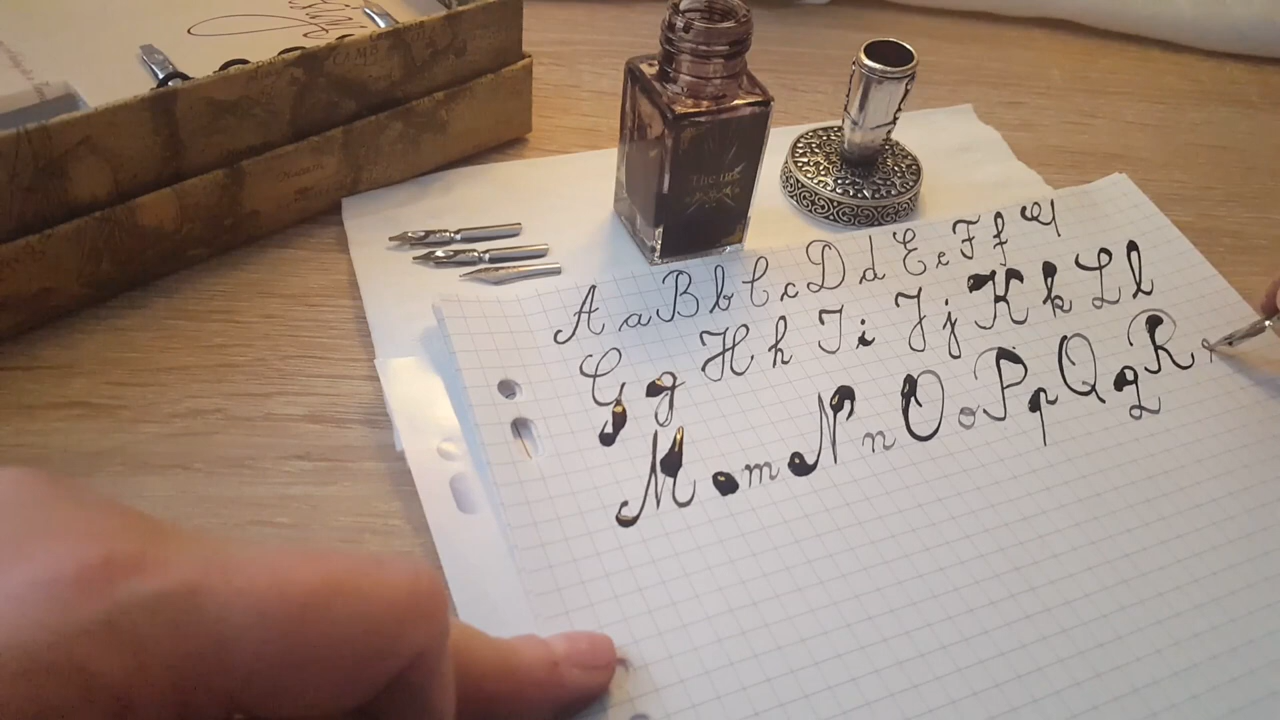 The ink
A a B b C c D d E e F f
G g H h I i J j K k L l
M m N n O o P p Q q R